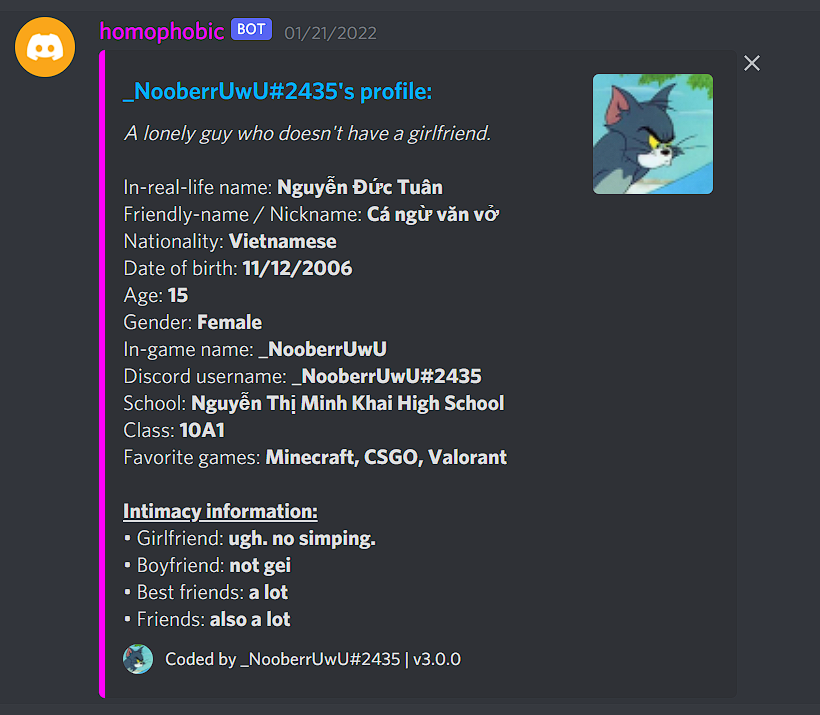 homophobic BOT 01/21/2022
_NooberrUwU#2435's profile:
A lonely guy who doesn't have a girlfriend.
In-real-life name: Nguyễn Đức Tuân
Friendly-name / Nickname: Cá ngừ văn vở
Nationality: Vietnamese
Date of birth: 11/12/2006
Age: 15
Gender: Female
In-game name: _NooberrUwU
Discord username: _NooberrUwU#2435
School: Nguyễn Thị Minh Khai High School
Class: 10A1
Favorite games: Minecraft, CSGO, Valorant
Intimacy information:
• Girlfriend: ugh. no simping.
• Boyfriend: not gei
• Best friends: a lot
• Friends: also a lot
Coded by _NooberrUwU#2435 | v3.0.0